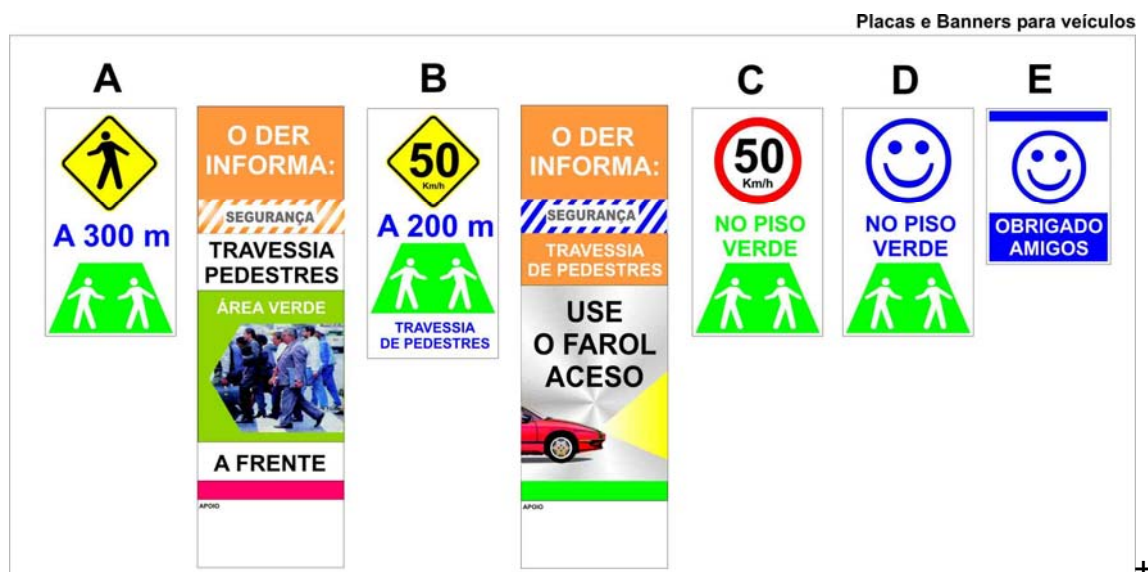 Placas e Banners para veículos
A
B
C
D
E
A 300 m
O DER
INFORMA:
SEGURANÇA
TRAVESSIA
PEDESTRES
ÁREA VERDE
A FRENTE
APOIO
50
Km/h
A 200 m
TRAVESSIA
DE PEDESTRES
O DER
INFORMA:
SEGURANÇA
TRAVESSIA
DE PEDESTRES
USE
O FAROL
ACESO
APOIO
50
Km/h
NO PISO
VERDE
NO PISO
VERDE
OBRIGADO
AMIGOS